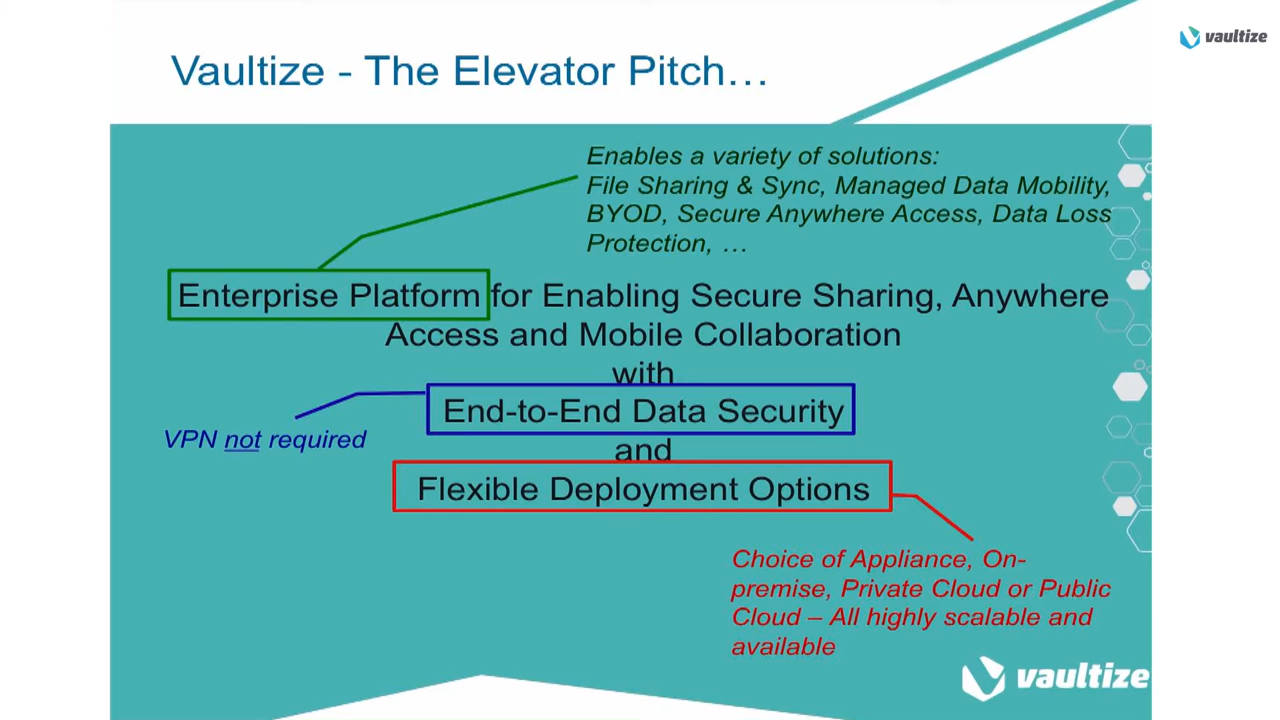 vaultize
Vaultize - The Elevator Pitch…
Enables a variety of solutions:
File Sharing & Sync, Managed Data Mobility,
BYOD, Secure Anywhere Access, Data Loss
Protection, …
Enterprise Platform for Enabling Secure Sharing, Anywhere
Access and Mobile Collaboration
with
End-to-End Data Security
VPN not required
and
Flexible Deployment Options
Choice of Appliance, On-
premise, Private Cloud or Public
Cloud – All highly scalable and
available
vaultize